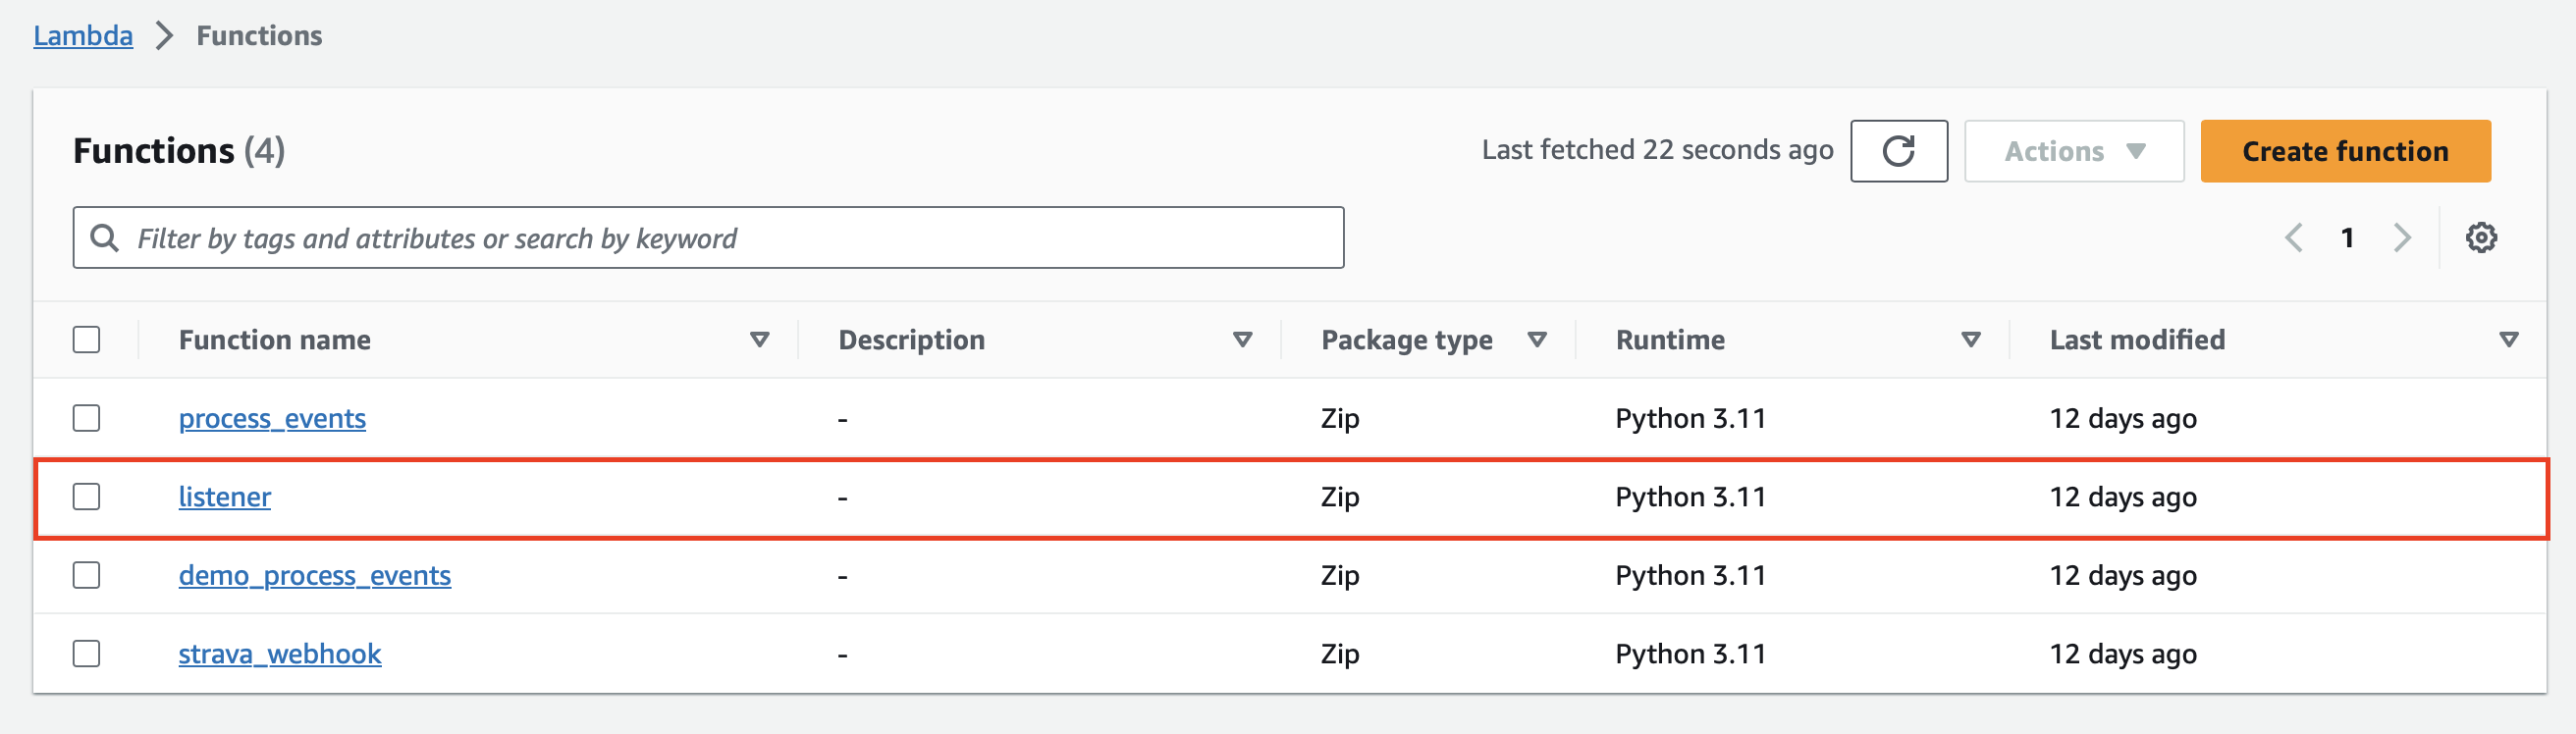 Lambda > Functions
Functions (4) Last fetched 22 seconds ago Actions Create function
Filter by tags and attributes or search by keyword 1
Function name Description Package type Runtime Last modified
process_events - Zip Python 3.11 12 days ago
listener - Zip Python 3.11 12 days ago
demo_process_events - Zip Python 3.11 12 days ago
strava_webhook - Zip Python 3.11 12 days ago